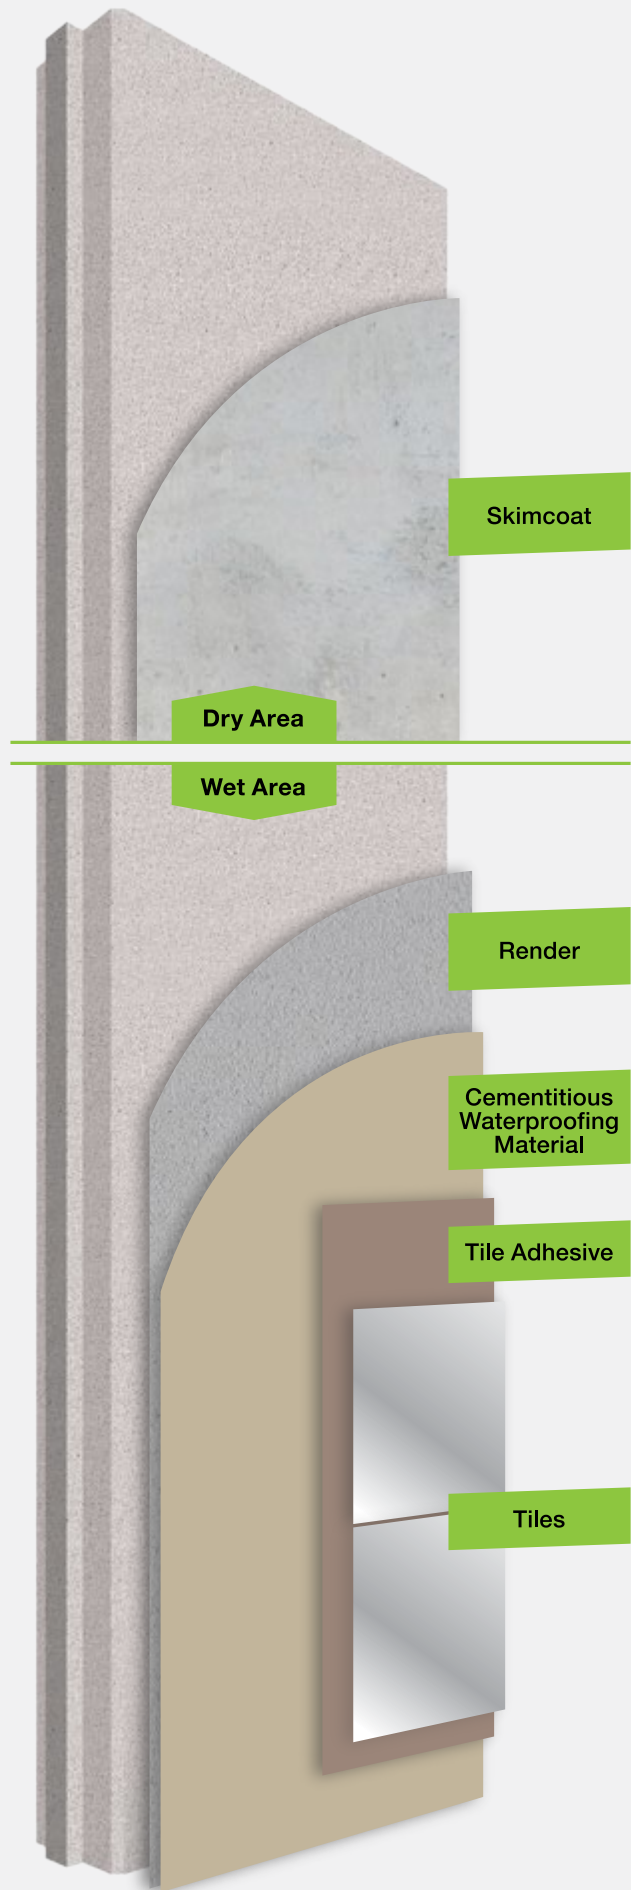 Skimcoat
Dry Area
Wet Area
Render
Cementitious
Waterproofing
Material
Tile Adhesive
Tiles